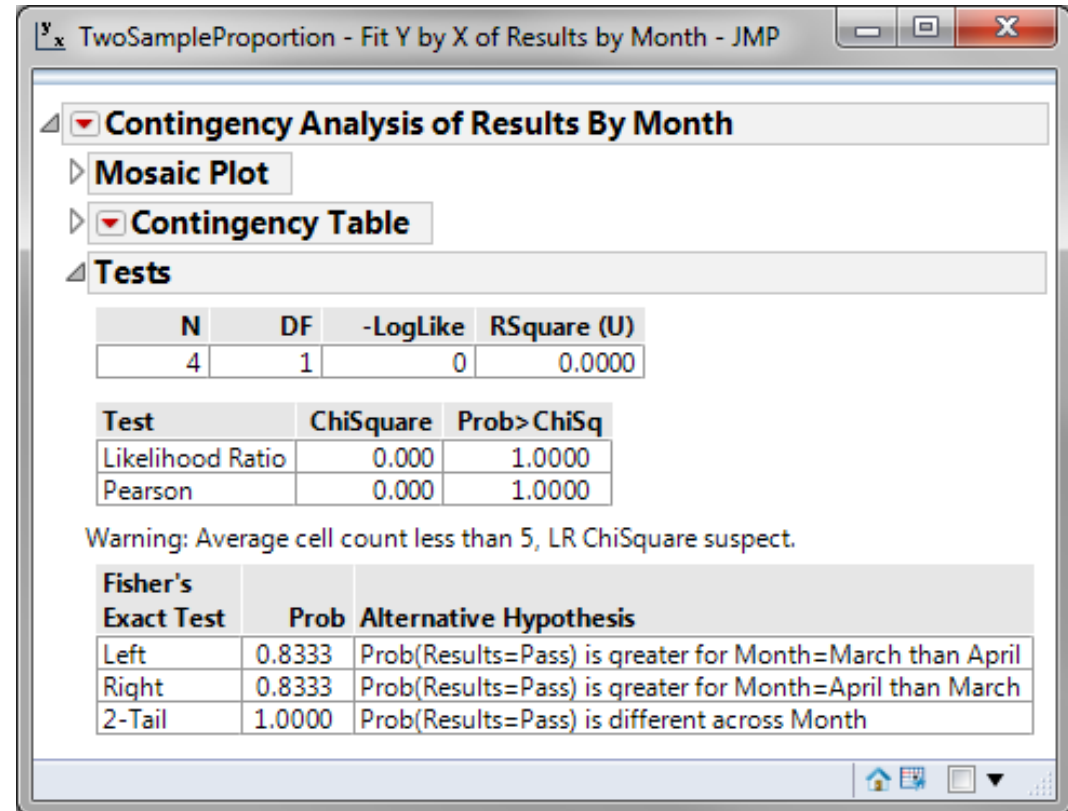 TwoSampleProportion - Fit Y by X of Results by Month - JMP
Contingency Analysis of Results By Month
Mosaic Plot
Contingency Table
Tests
N DF -LogLike RSquare (U)
4 1 0 0.0000
Test ChiSquare Prob>ChiSq
Likelihood Ratio 0.000 1.0000
Pearson 0.000 1.0000
Warning: Average cell count less than 5, LR ChiSquare suspect.
Fisher's
Exact Test Prob Alternative Hypothesis
Left 0.8333 Prob(Results=Pass) is greater for Month=March than April
Right 0.8333 Prob(Results=Pass) is greater for Month=April than March
2-Tail 1.0000 Prob(Results=Pass) is different across Month